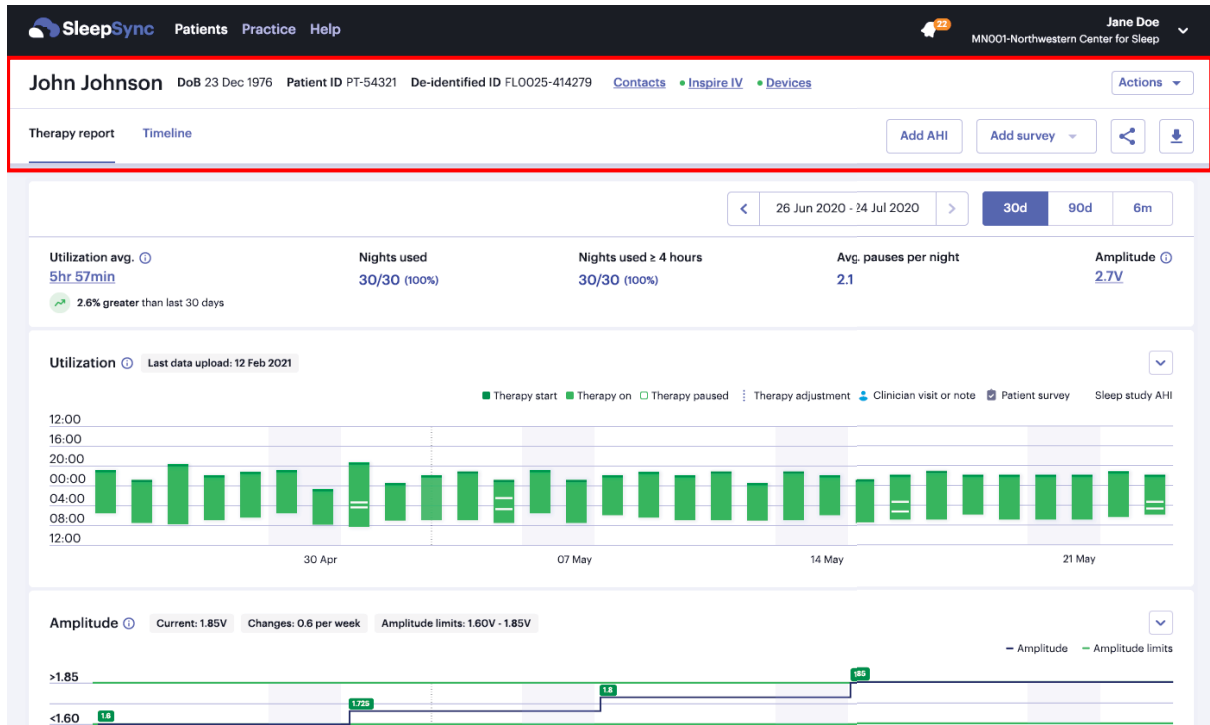 SleepSync Patients Practice Help 22 Jane Doe
MN001-Northwestern Center for Sleep
John Johnson DoB 23 Dec 1976 Patient ID PT-54321 De-identified ID FLO025-414279 Contacts Inspire IV Devices Actions
Therapy report Timeline Add AHI Add survey
26 Jun 2020 - 24 Jul 2020 30d 90d 6m
Utilization avg. Nights used Nights used ≥ 4 hours Avg. pauses per night Amplitude
5hr 57min 30/30 (100%) 30/30 (100%) 2.1 2.7V
2.6% greater than last 30 days
Utilization Last data upload: 12 Feb 2021
Therapy start Therapy on Therapy paused Therapy adjustment Clinician visit or note Patient survey Sleep study AHI
12:00
16:00
20:00
00:00
04:00
08:00
12:00
30 Apr 07 May 14 May 21 May
Amplitude Current: 1.85V Changes: 0.6 per week Amplitude limits: 1.60V - 1.85V
Amplitude Amplitude limits
>1.85 185
1.8
1.725
<1.60 1.6